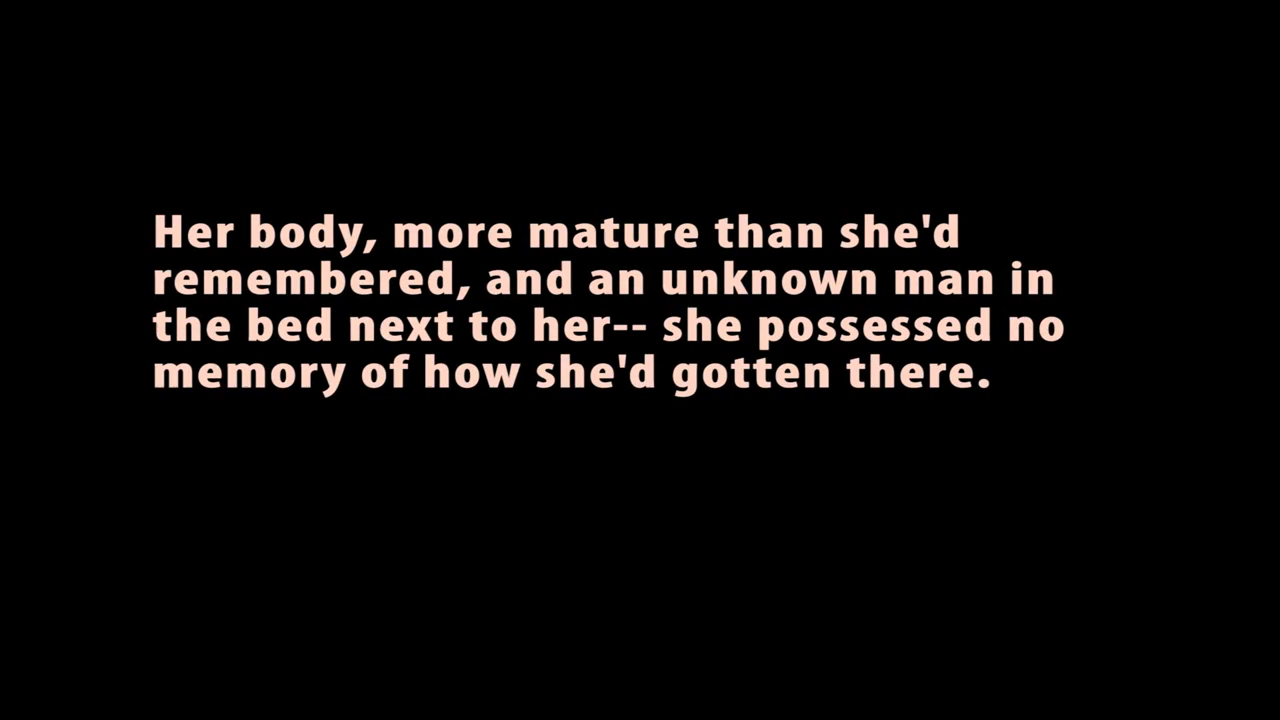 Her body, more mature than she'd
remembered, and an unknown man in
the bed next to her-- she possessed no
memory of how she'd gotten there.